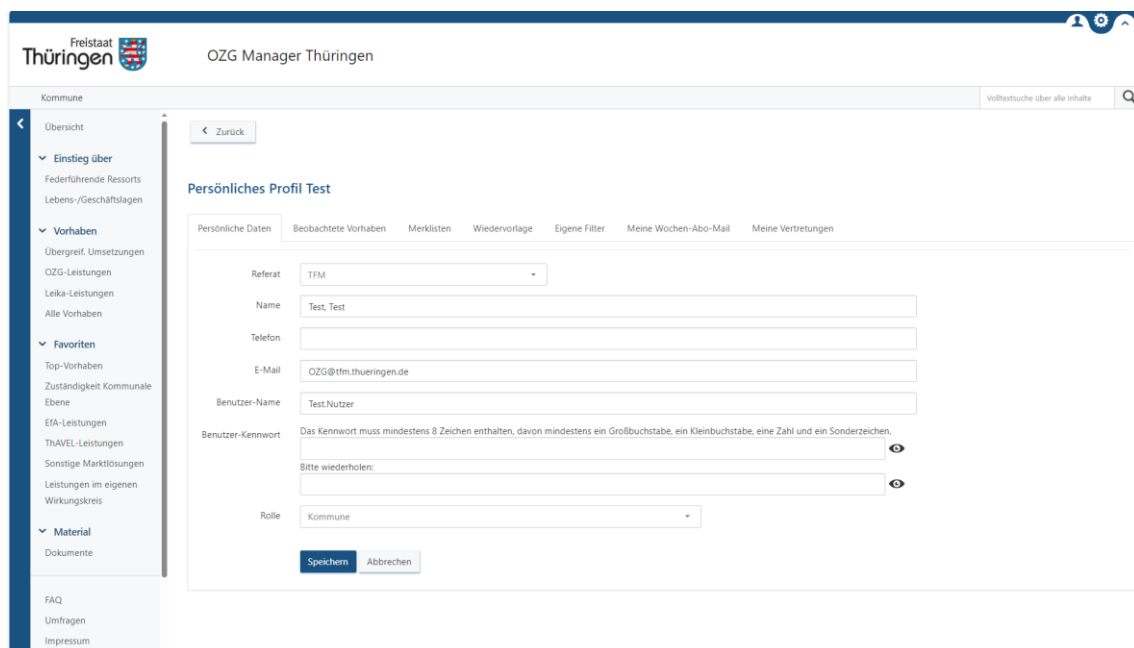 Freistaat
Thüringen
OZG Manager Thüringen
Kommune
Volltextsuche über alle Inhalte
Übersicht
Einstieg über
Federführende Ressorts
Lebens-/Geschäftslagen
Vorhaben
Übergreif. Umsetzungen
OZG-Leistungen
Leika-Leistungen
Alle Vorhaben
Favoriten
Top-Vorhaben
Zuständigkeit Kommunale
Ebene
EfA-Leistungen
ThAVEL-Leistungen
Sonstige Marktlösungen
Leistungen im eigenen
Wirkungskreis
Material
Dokumente
FAQ
Umfragen
Impressum
Zurück
Persönliches Profil Test
Persönliche Daten Beobachtete Vorhaben Merklisten Wiedervorlage Eigene Filter Meine Wochen-Abo-Mail Meine Vertretungen
Referat TFM
Name Test, Test
Telefon
E-Mail OZG@tfm.thueringen.de
Benutzer-Name Test.Nutzer
Benutzer-Kennwort Das Kennwort muss mindestens 8 Zeichen enthalten, davon mindestens ein Großbuchstabe, ein Kleinbuchstabe, eine Zahl und ein Sonderzeichen.
Bitte wiederholen:
Rolle Kommune
Speichern Abbrechen